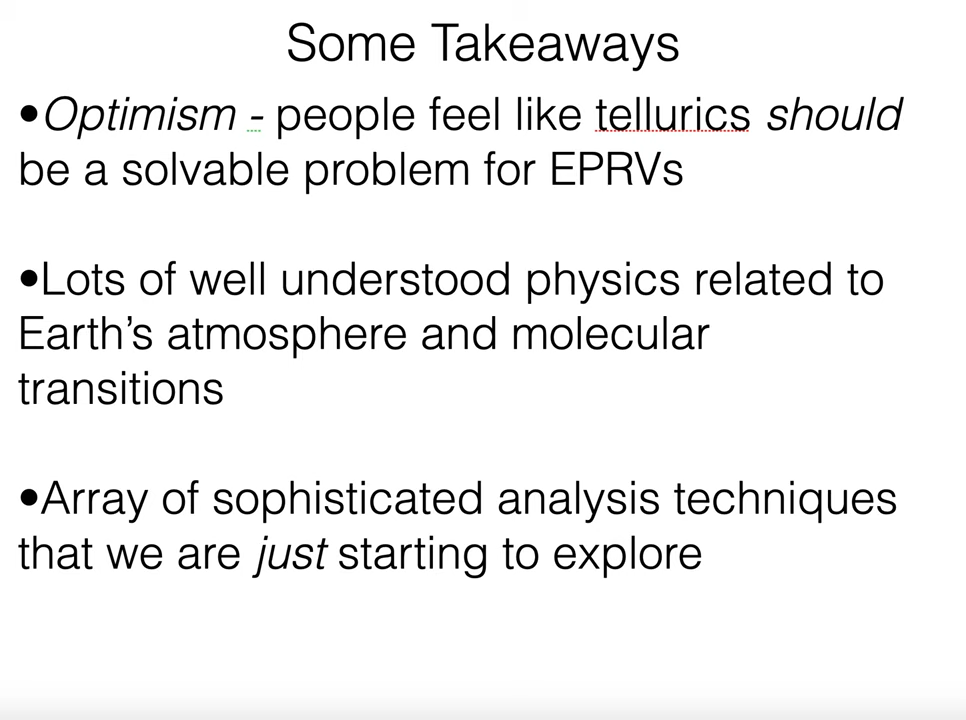 Some Takeaways
•Optimism - people feel like tellurics should
be a solvable problem for EPRVs
•Lots of well understood physics related to
Earth’s atmosphere and molecular
transitions
•Array of sophisticated analysis techniques
that we are just starting to explore